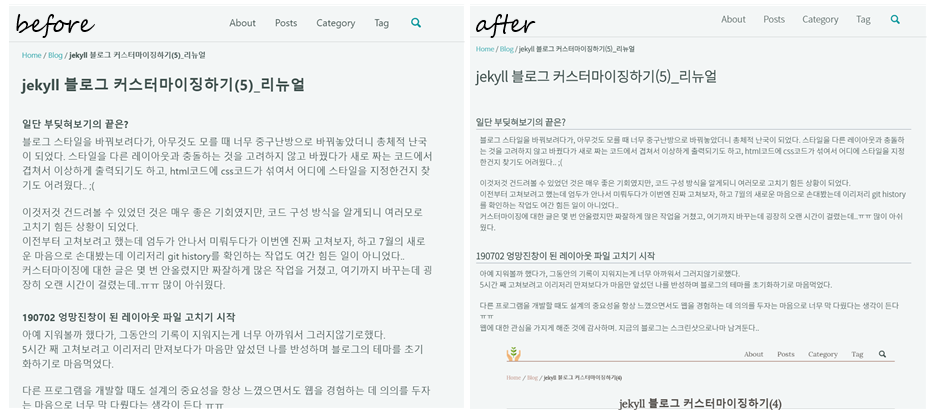 before
About Posts Category Tag
Home / Blog / jekyll 블로그 커스터마이징하기(5)_리뉴얼
jekyll 블로그 커스터마이징하기(5)_리뉴얼
일단 부딪혀보기의 끝은?
블로그 스타일을 바꿔보려다가, 아무것도 모를 때 너무 중구난방으로 바꿔놓았더니 총체적 난국
이 되었다. 스타일을 다른 레이아웃과 충돌하는 것을 고려하지 않고 바꿨다가 새로 짜는 코드에서
겹쳐서 이상하게 출력되기도 하고, html코드에 css코드가 섞여서 어디에 스타일을 지정한건지 찾
기도 어려웠다.. ;(
이것저것 건드려볼 수 있었던 것은 매우 좋은 기회였지만, 코드 구성 방식을 알게되니 여러모로
고치기 힘든 상황이 되었다.
이전부터 고쳐보려고 했는데 엄두가 안나서 미뤄두다가 이번엔 진짜 고쳐보자, 하고 7월의 새로
운 마음으로 손대봤는데 이리저리 git history를 확인하는 작업도 여간 힘든 일이 아니었다..
커스터마이징에 대한 글은 몇 번 안올렸지만 짜잘하게 많은 작업을 거쳤고, 여기까지 바꾸는데 굉
장히 오랜 시간이 걸렸는데..ㅠㅠ 많이 아쉬웠다.
190702 엉망진창이 된 레이아웃 파일 고치기 시작
아예 지워볼까 했다가, 그동안의 기록이 지워지는게 너무 아까워서 그러지않기로했다.
5시간 째 고쳐보려고 이리저리 만져보다가 마음만 앞섰던 나를 반성하며 블로그의 테마를 초기
화하기로 마음먹었다.
다른 프로그램을 개발할 때도 설계의 중요성을 항상 느꼈으면서도 웹을 경험하는 데 의의를 두자
는 마음으로 너무 막 다뤘다는 생각이 든다 ㅠㅠ
after
About Posts Category Tag
Home / Blog / jekyll 블로그 커스터마이징하기(5)_리뉴얼
jekyll 블로그 커스터마이징하기(5)_리뉴얼
일단 부딪혀보기의 끝은?
블로그 스타일을 바꿔보려다가, 아무것도 모를 때 너무 중구난방으로 바꿔놓았더니 총체적 난국이 되었다. 스타일을 다른 레이아웃과 충돌하
는 것을 고려하지 않고 바꿨다가 새로 짜는 코드에서 겹쳐서 이상하게 출력되기도 하고, html코드에 css코드가 섞여서 어디에 스타일을 지정
한건지 찾기도 어려웠다.. ;(
이것저것 건드려볼 수 있었던 것은 매우 좋은 기회였지만, 코드 구성 방식을 알게되니 여러모로 고치기 힘든 상황이 되었다.
이전부터 고쳐보려고 했는데 엄두가 안나서 미뤄두다가 이번엔 진짜 고쳐보자, 하고 7월의 새로운 마음으로 손대봤는데 이리저리 git history
를 확인하는 작업도 여간 힘든 일이 아니었다..
커스터마이징에 대한 글은 몇 번 안올렸지만 짜잘하게 많은 작업을 거쳤고, 여기까지 바꾸는데 굉장히 오랜 시간이 걸렸는데..ㅠㅠ 많이 아쉬
웠다.
190702 엉망진창이 된 레이아웃 파일 고치기 시작
아예 지워볼까 했다가, 그동안의 기록이 지워지는게 너무 아까워서 그러지않기로했다.
5시간 째 고쳐보려고 이리저리 만져보다가 마음만 앞섰던 나를 반성하며 블로그의 테마를 초기화하기로 마음먹었다.
다른 프로그램을 개발할 때도 설계의 중요성을 항상 느꼈으면서도 웹을 경험하는 데 의의를 두자는 마음으로 너무 막 다뤘다는 생각이 든다
ㅠㅠ
웹에 대한 관심을 가지게 해준 것에 감사하며, 지금의 블로그는 스크린샷으로나마 남겨둔다..
About Posts Category Tag
Home / Blog / jekyll 블로그 커스터마이징하기(4)
jekyll 블로그 커스터마이징하기(4)